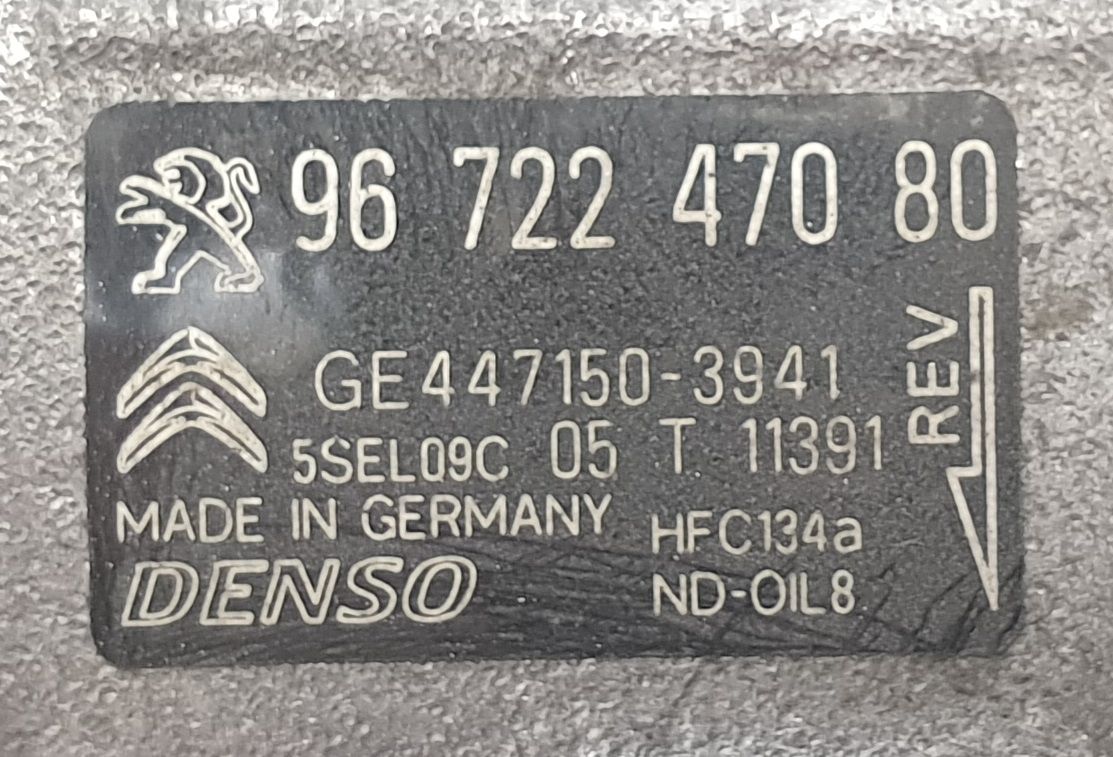 96 722 470 80
GE447150-3941
5SEL09C 05 T 11391
REV
MADE IN GERMANY HFC134a
DENSO ND-OIL8